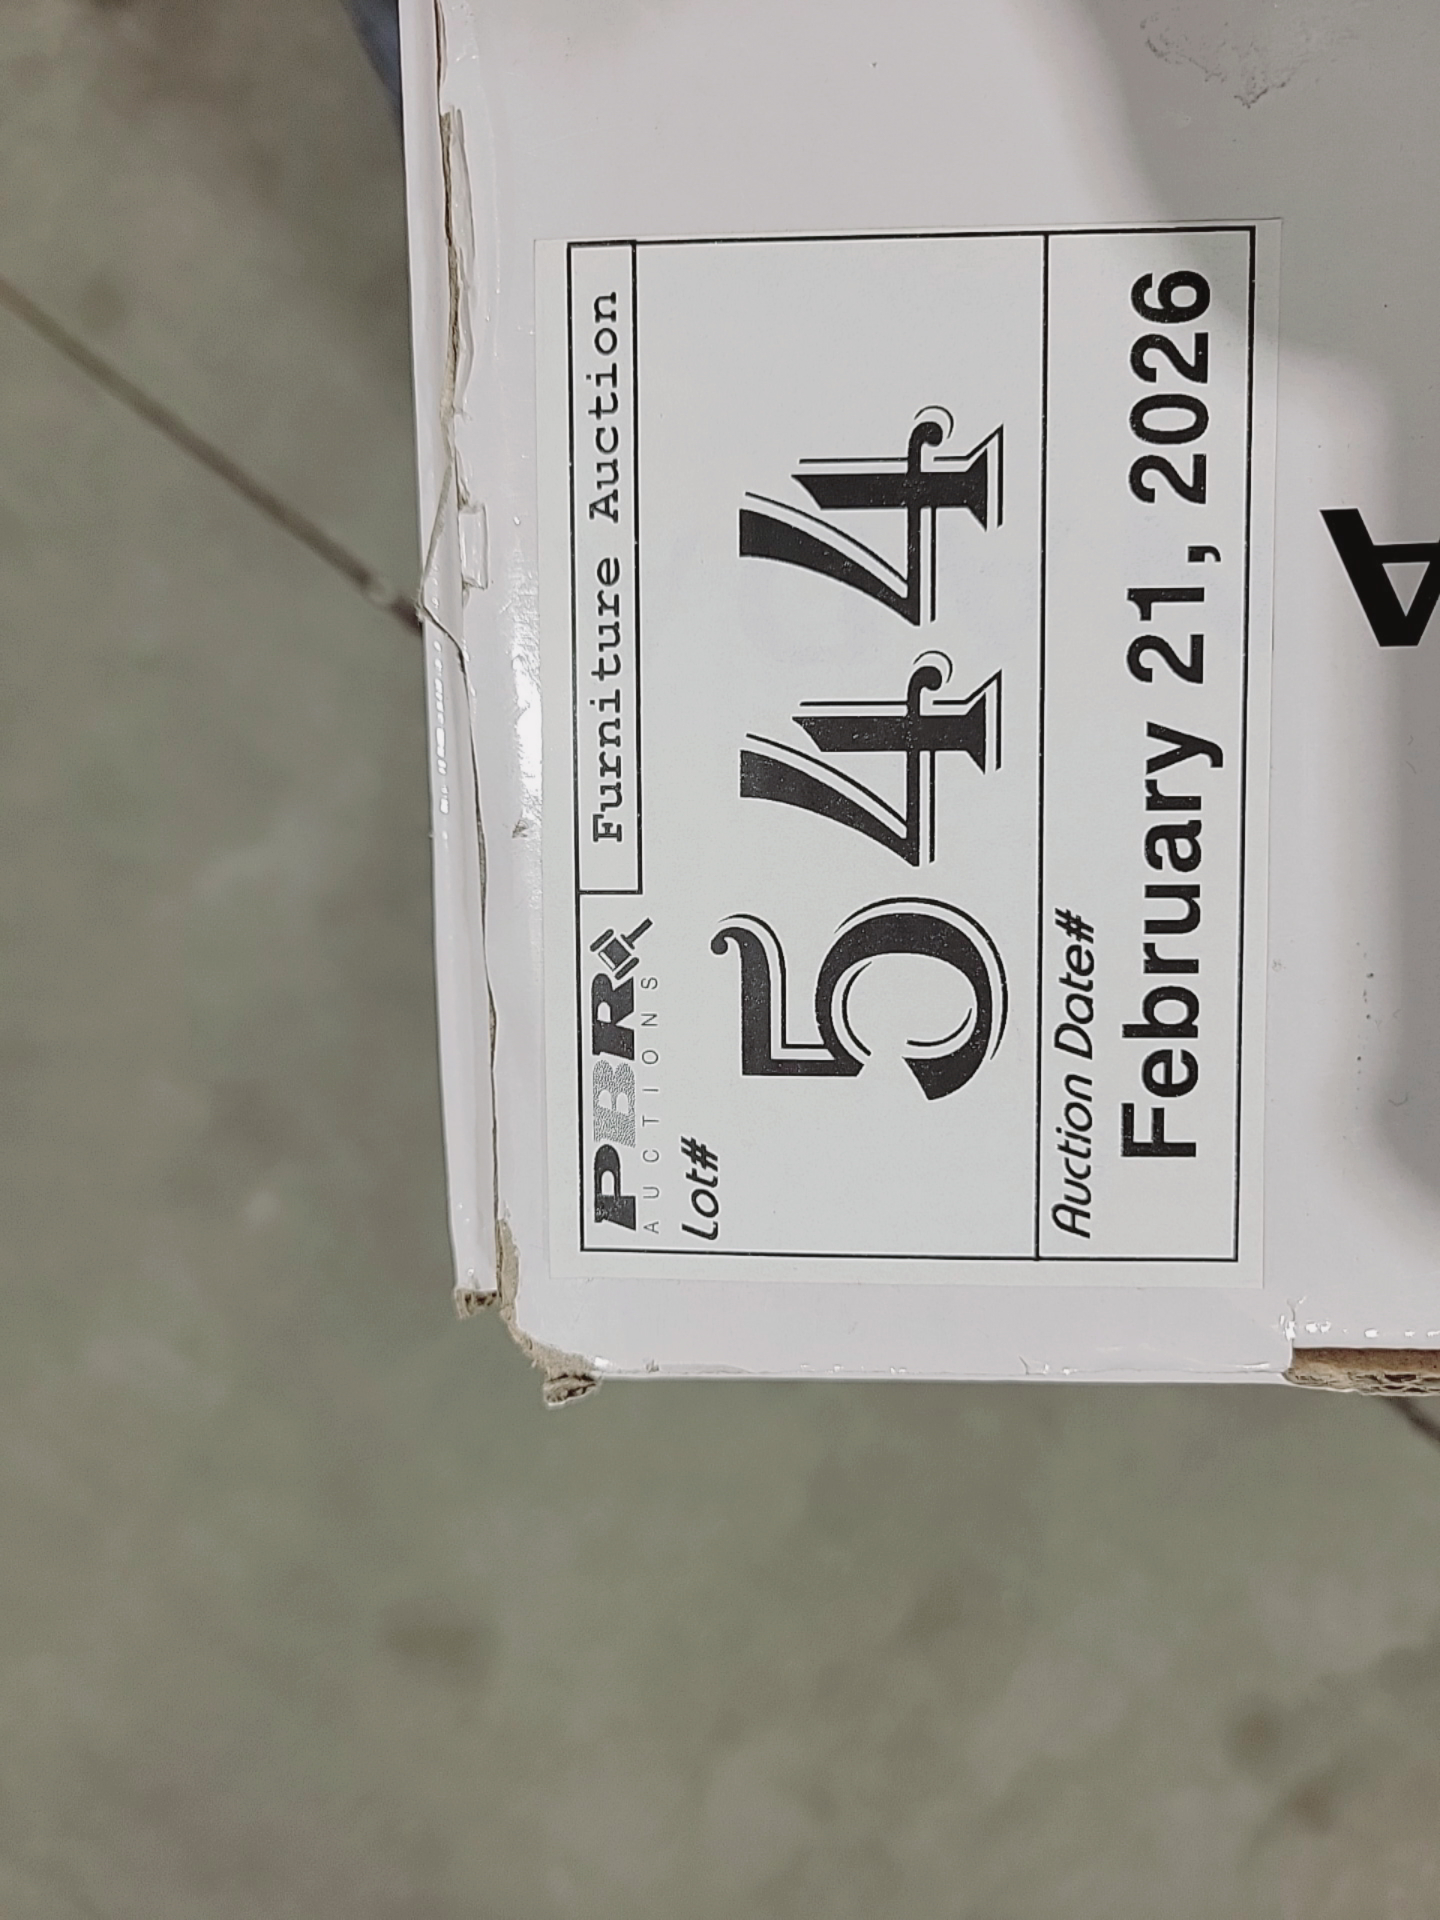 PBR
AUCTIONS
Furniture Auction
Lot#
544
Auction Date#
February 21, 2026
A